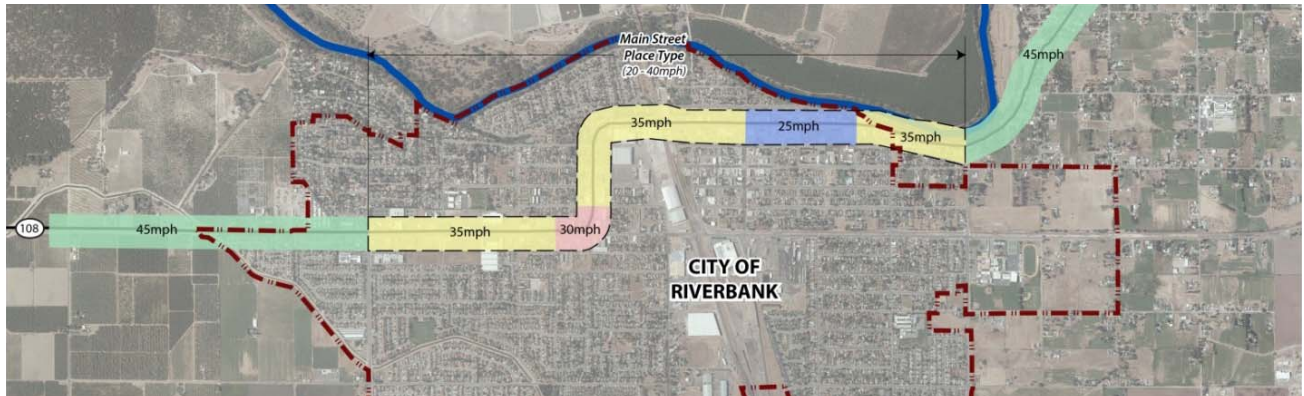 Main Street
Place Type
(20 - 40mph)
45mph
35mph
25mph
35mph
108
45mph
35mph
30mph
CITY OF
RIVERBANK